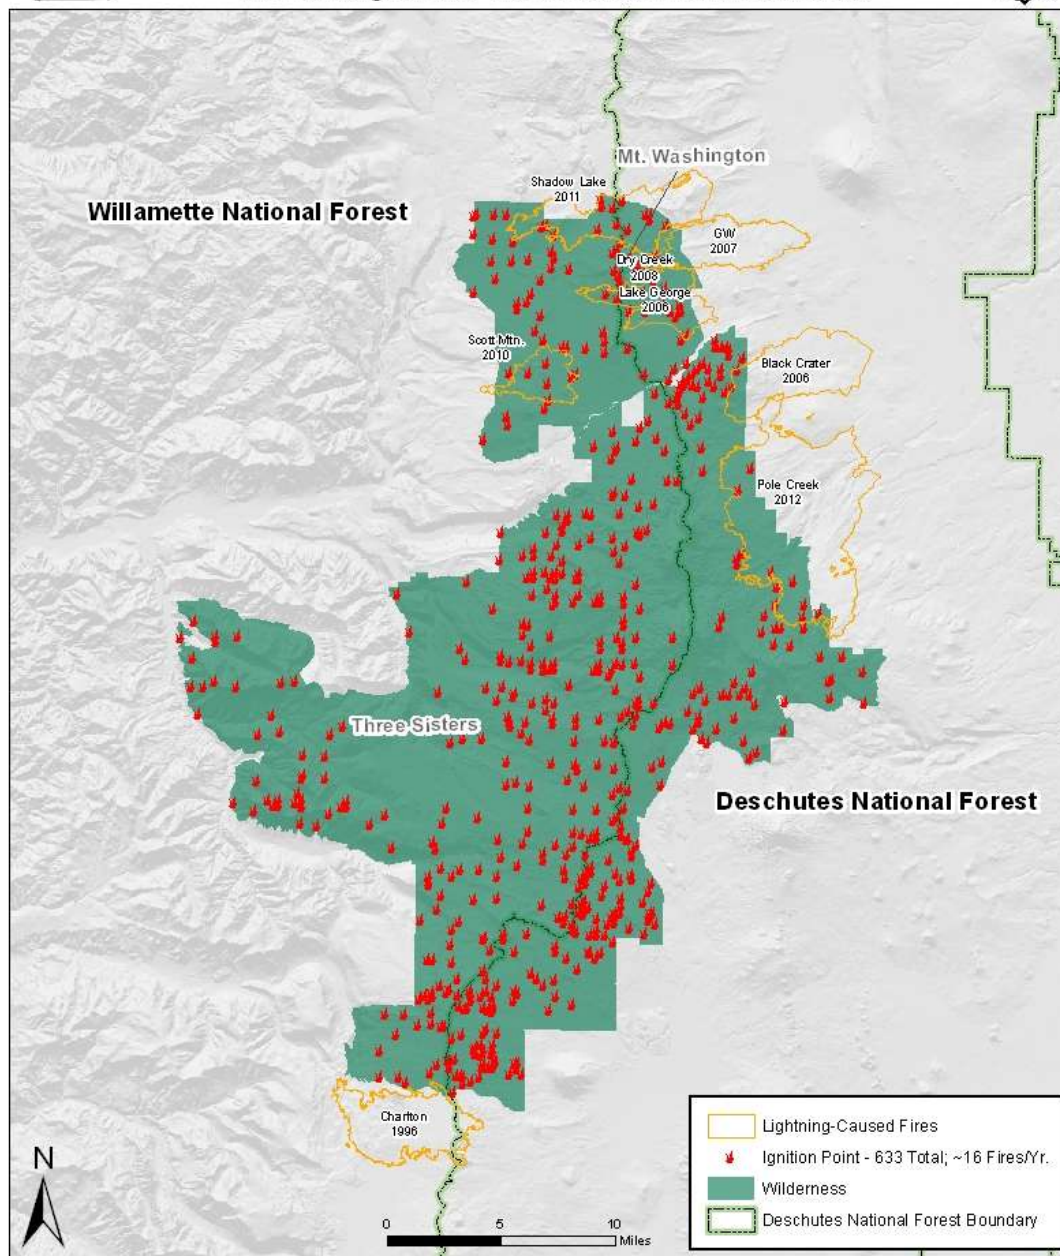 Mt. Washington
Shadow Lake
2011
Willamette National Forest
GW
2007
Dry Creek
2008
Lake George
2006
Scott Mtn.
2010
Black Crater
2006
Pole Creek
2012
Three Sisters
Deschutes National Forest
Charlton
1996
N
0 5 10
Miles
Lightning-Caused Fires
Ignition Point - 633 Total; ~16 Fires/Yr.
Wilderness
Deschutes National Forest Boundary